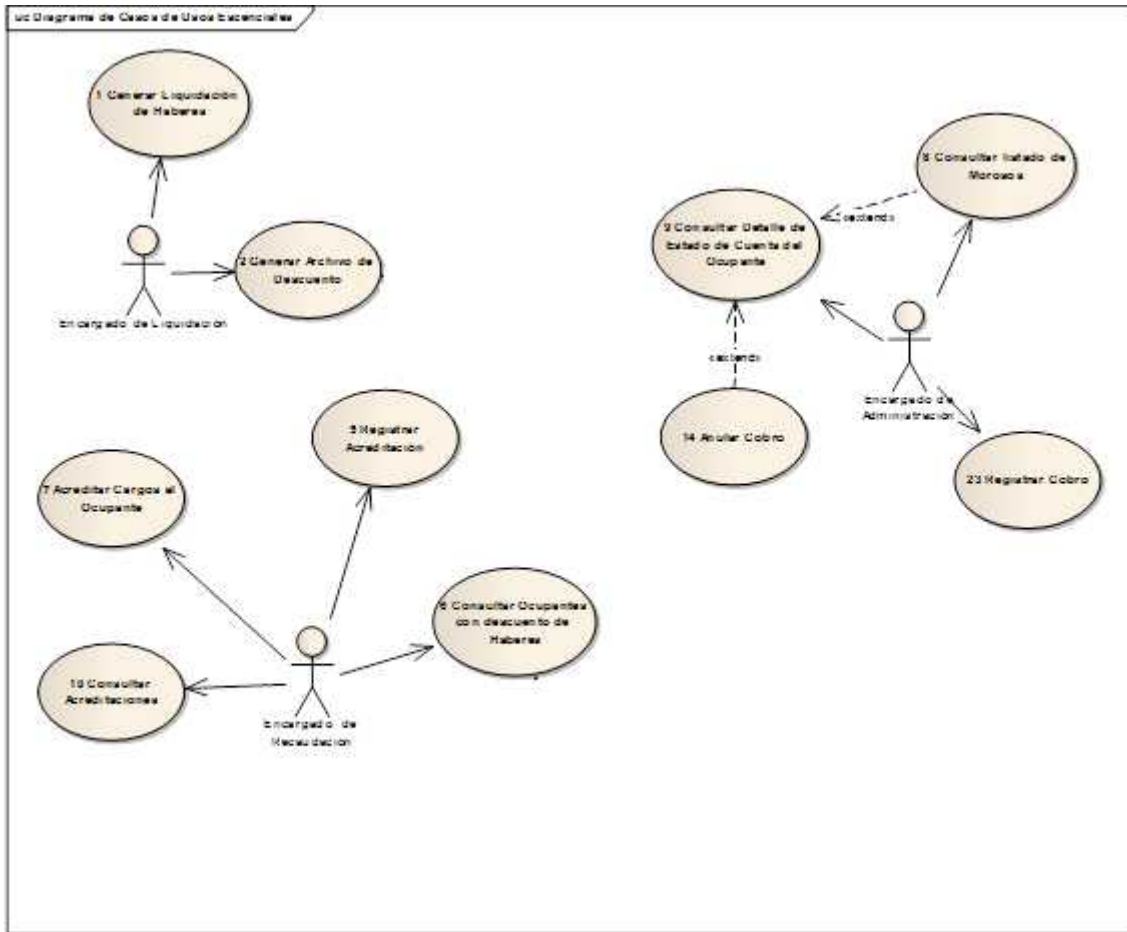 uc Diagrama de Casos de Usos Escenciales
1 Generar Liquidación
de Haberes
2 Generar Archivo de
Descuento
Encargado de Liquidación
8 Consultar listado de
Morosos
9 Consultar Detalle de
Estado de Cuenta del
Ocupante
«extend»
«extend»
14 Anular Cobro
Encargado de
Administración
23 Registrar Cobro
5 Registrar
Acreditación
7 Acreditar Cargos al
Ocupante
6 Consultar Ocupantes
con descuento de
Haberes
10 Consultar
Acreditaciones
Encargado de
Recaudación